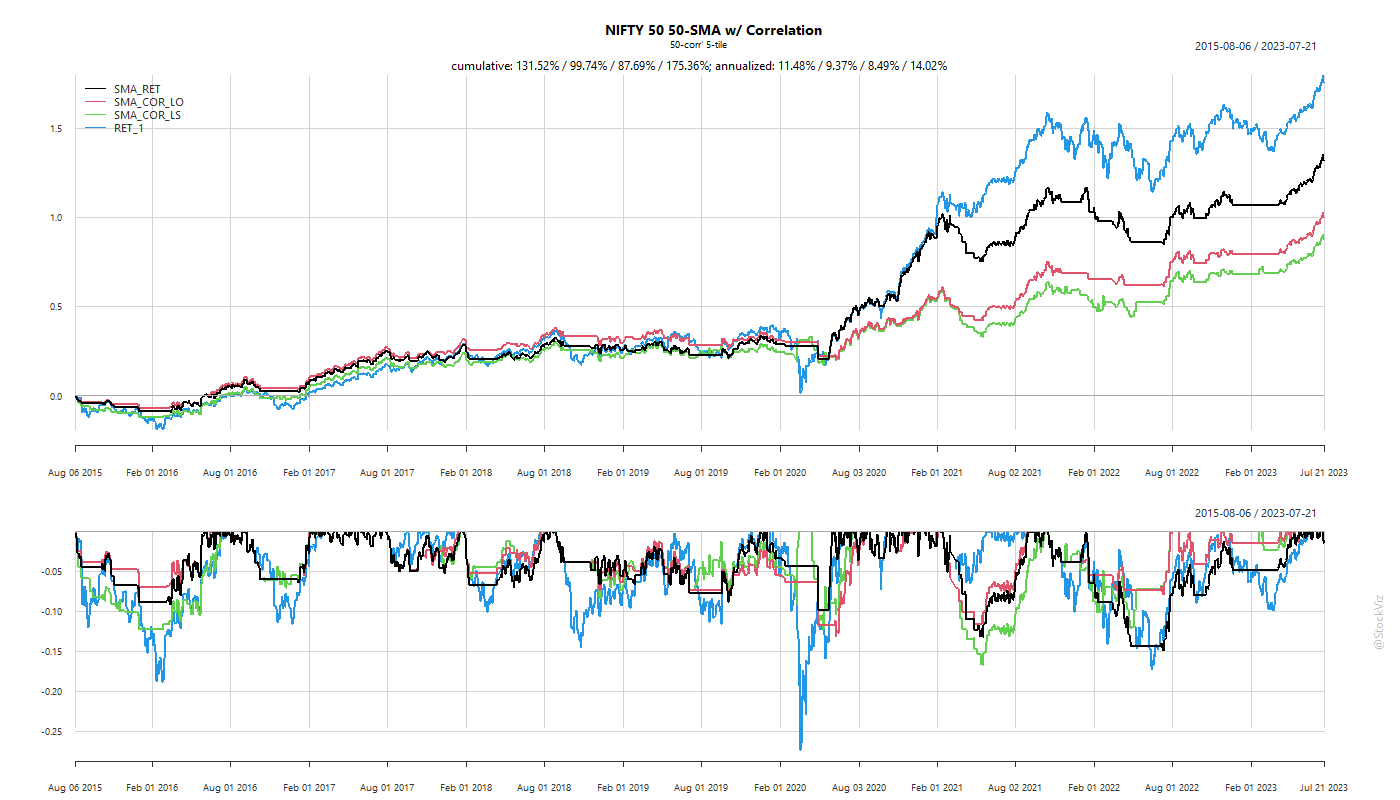 NIFTY 50 50-SMA w/ Correlation
50-corr' 5-tile
2015-08-06 / 2023-07-21
cumulative: 131.52% / 99.74% / 87.69% / 175.36%; annualized: 11.48% / 9.37% / 8.49% / 14.02%
SMA_RET
SMA_COR_LO
SMA_COR_LS
RET_1
1.5
1.0
0.5
0.0
Aug 06 2015 Feb 01 2016 Aug 01 2016 Feb 01 2017 Aug 01 2017 Feb 01 2018 Aug 01 2018 Feb 01 2019 Aug 01 2019 Feb 01 2020 Aug 03 2020 Feb 01 2021 Aug 02 2021 Feb 01 2022 Aug 01 2022 Feb 01 2023 Jul 21 2023
2015-08-06 / 2023-07-21
-0.05
-0.10
-0.15
-0.20
-0.25
Aug 06 2015 Feb 01 2016 Aug 01 2016 Feb 01 2017 Aug 01 2017 Feb 01 2018 Aug 01 2018 Feb 01 2019 Aug 01 2019 Feb 01 2020 Aug 03 2020 Feb 01 2021 Aug 02 2021 Feb 01 2022 Aug 01 2022 Feb 01 2023 Jul 21 2023
@StockViz